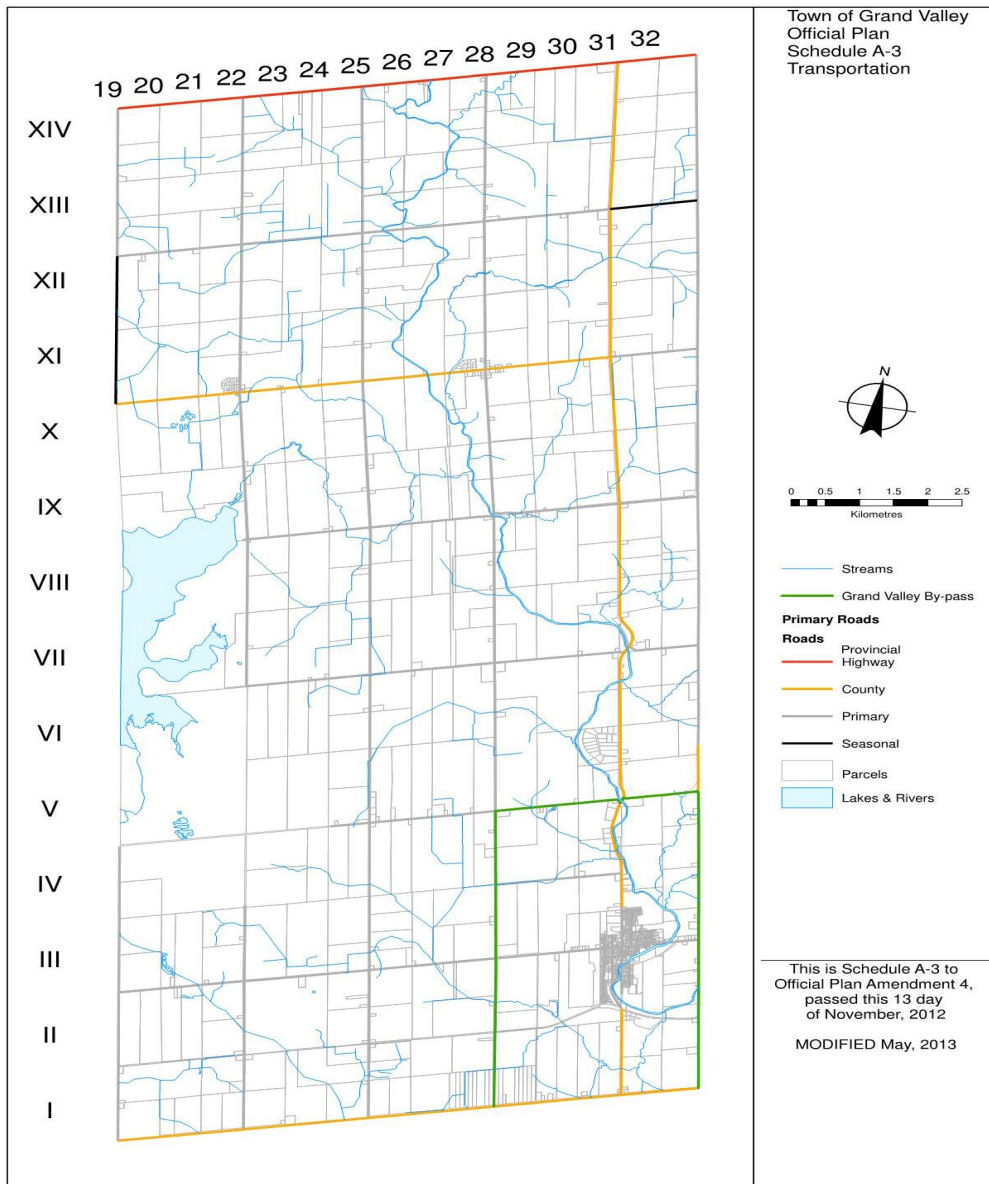 Town of Grand Valley
Official Plan
Schedule A-3
Transportation
19 20 21 22 23 24 25 26 27 28 29 30 31 32
XIV
XIII
XII
XI
X
IX
VIII
VII
VI
V
IV
III
II
I
N
0 0.5 1 1.5 2 2.5
Kilometres
Streams
Grand Valley By-pass
Primary Roads
Roads
Provincial
Highway
County
Primary
Seasonal
Parcels
Lakes & Rivers
This is Schedule A-3 to
Official Plan Amendment 4,
passed this 13 day
of November, 2012
MODIFIED May, 2013